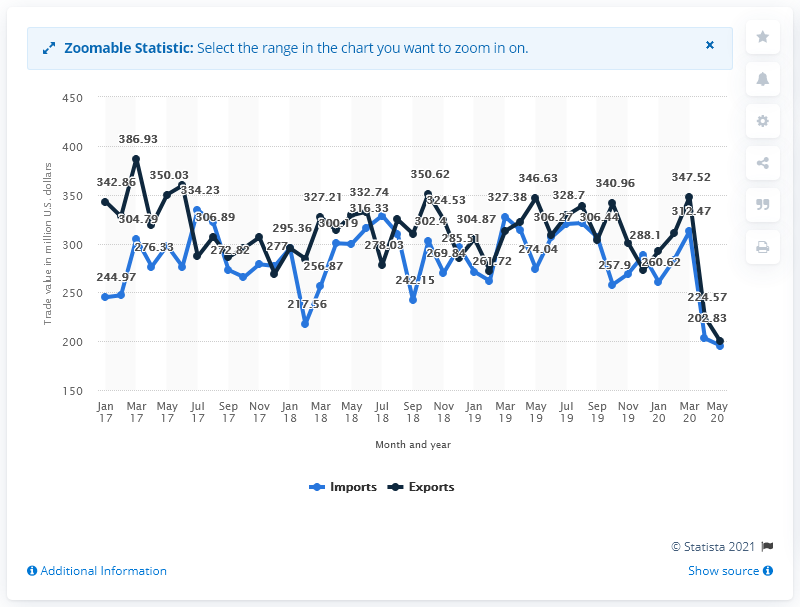 Zoomable Statistic: Select the range in the chart you want to zoom in on.
450
400
350
300
250
200
150
Trade value in million U.S. dollars
386.93
342.86
350.03
334.23
304.79
306.89
276.33
272.82
277
244.97
295.36
327.21
332.74
316.33
300.19
278.03
256.87
217.56
350.62
324.53
302.4
304.87
285.51
269.84
261.72
242.15
327.38
346.63
328.7
340.96
306.27
306.44
274.04
257.9
288.1
260.62
347.52
312.47
224.57
202.83
Jan 17
Mar 17
May 17
Jul 17
Sep 17
Nov 17
Jan 18
Mar 18
May 18
Jul 18
Sep 18
Nov 18
Jan 19
Mar 19
May 19
Jul 19
Sep 19
Nov 19
Jan 20
Mar 20
May 20
Month and year
Imports Exports
© Statista 2021
Additional Information
Show source